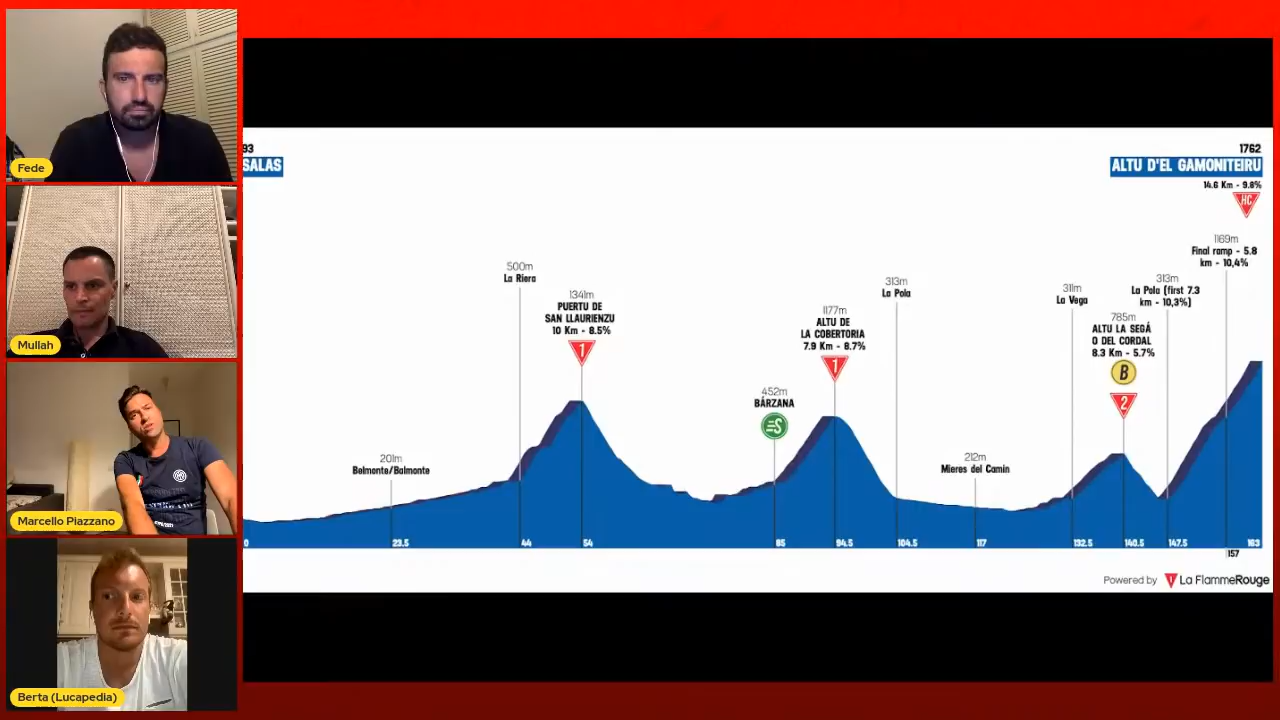 Fede
Mullah
Marcello Piazzano
Berta (Lucapedia)
93
SALAS
1762
ALTU D'EL GAMONITEIRU
14.6 Km - 9.8%
HC
1169m
Final ramp - 5.8
km - 10,4%
500m
La Riera
1341m
PUERTU DE
SAN LLAURIENZU
10 Km - 8.5%
1
1177m
ALTU DE
LA COBERTORIA
7.9 Km - 8.7%
1
313m
La Pola
311m
La Vega
313m
La Pola (first 7.3
km - 10,3%)
785m
ALTU LA SEGÁ
O DEL CORDAL
8.3 Km - 5.7%
B
2
452m
BÁRZANA
S
201m
Belmonte/Balmonte
212m
Mieres del Camin
0
23.5
44
54
85
94.5
104.5
117
132.5
140.5
147.5
163
157
Powered by La FlammeRouge